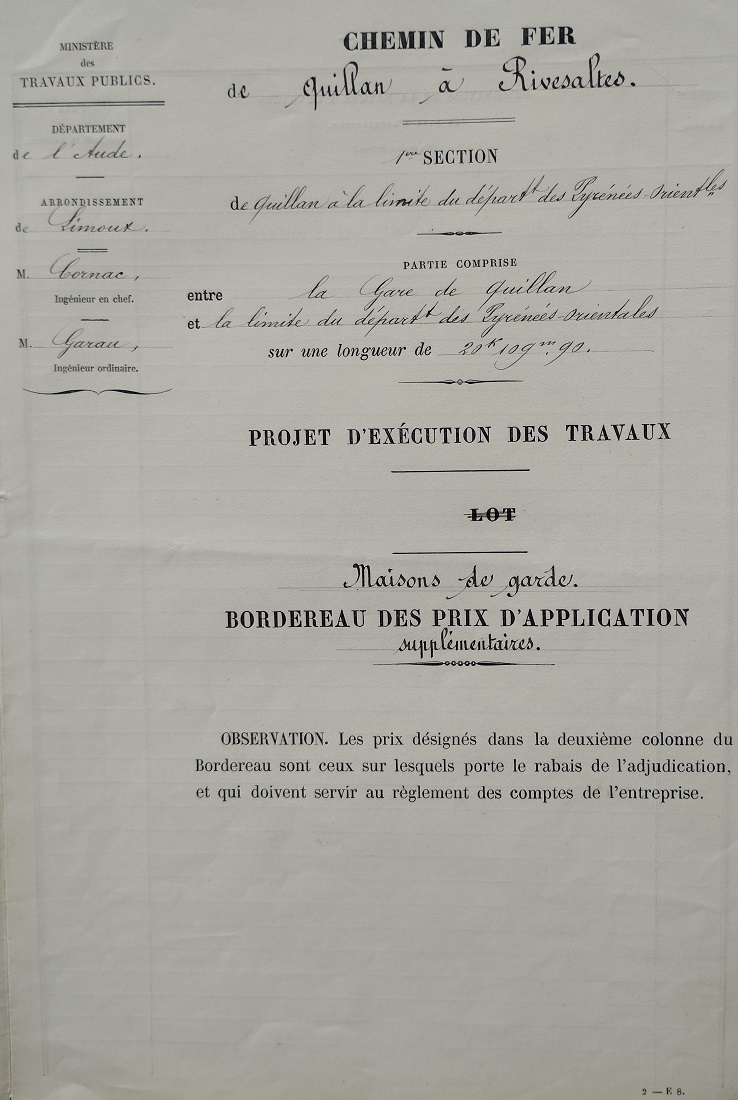 MINISTÈRE
des
TRAVAUX PUBLICS.
DÉPARTEMENT
de l'Aude.
ARRONDISSEMENT
de Limoux.
M. Cornac,
Ingénieur en chef.
M. Garau,
Ingénieur ordinaire.
CHEMIN DE FER
de Quillan à Rivesaltes.
1ère SECTION
de Quillan à la limite du départt des Pyrénées-Orientles
PARTIE COMPRISE
entre la Gare de Quillan
et la limite du départt des Pyrénées-Orientales
sur une longueur de 20k 109m. 90.
PROJET D'EXÉCUTION DES TRAVAUX
LOT
Maisons de garde.
BORDEREAU DES PRIX D'APPLICATION
supplémentaires.
OBSERVATION. Les prix désignés dans la deuxième colonne du
Bordereau sont ceux sur lesquels porte le rabais de l'adjudication,
et qui doivent servir au règlement des comptes de l'entreprise.
2 — E 8.